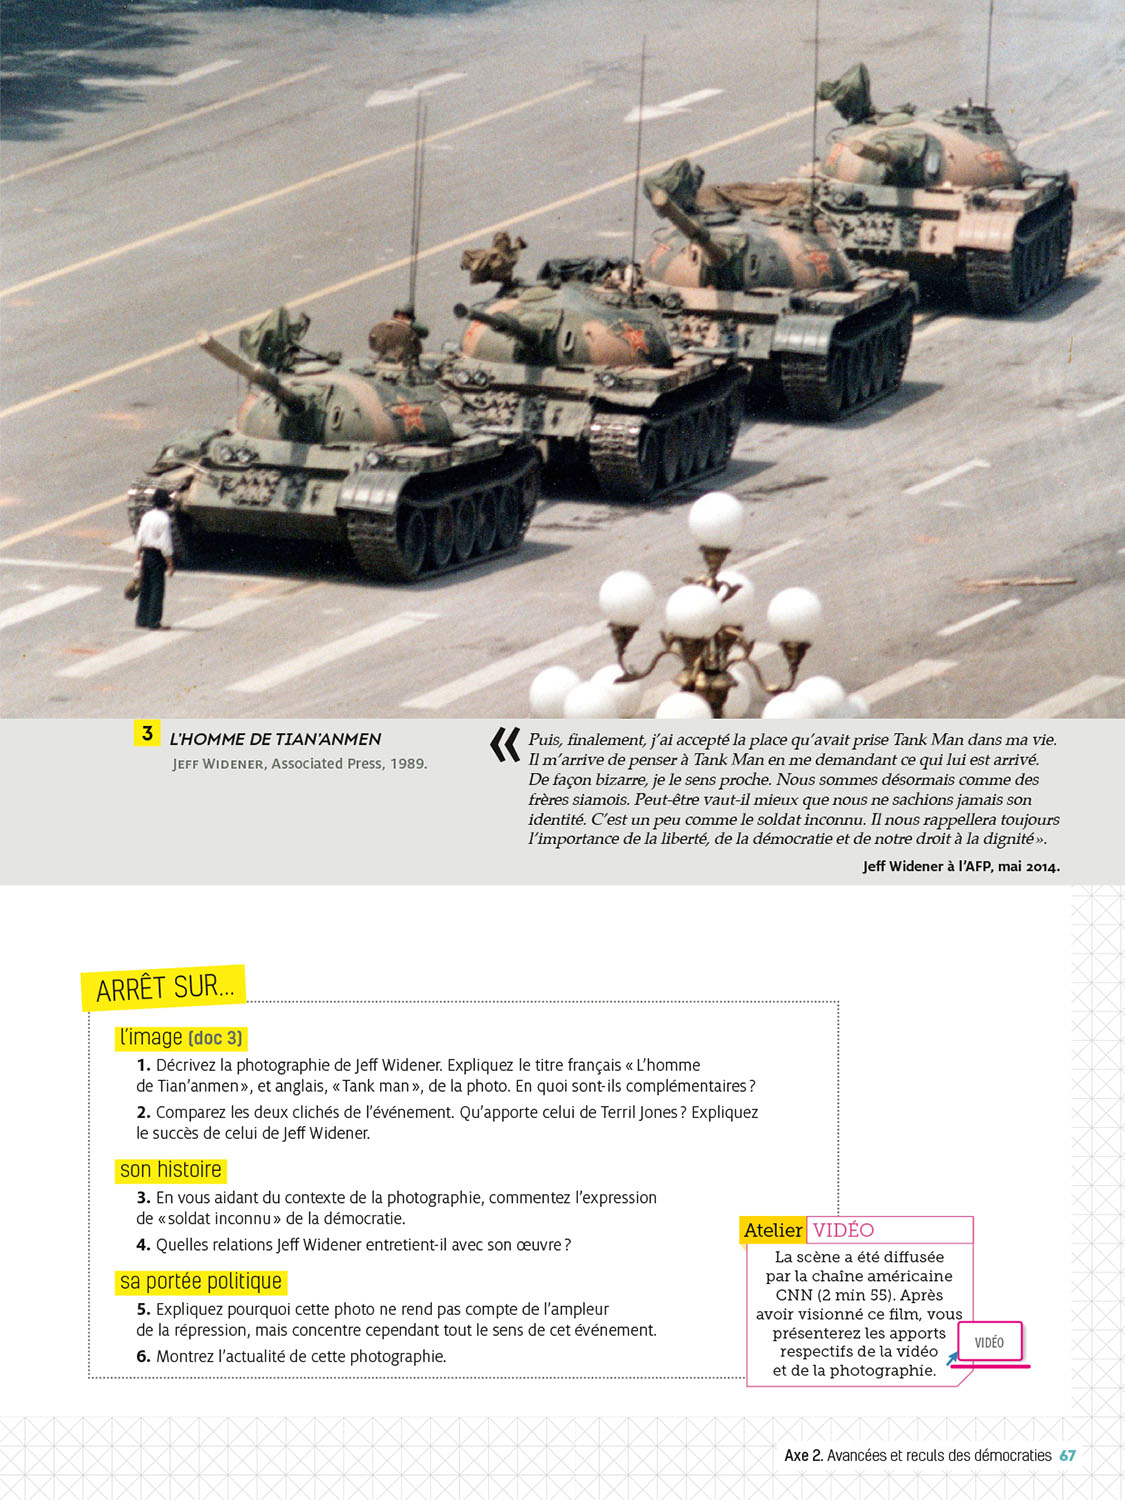 3 L'HOMME DE TIAN'ANMEN
JEFF WIDENER, Associated Press, 1989.
« Puis, finalement, j'ai accepté la place qu'avait prise Tank Man dans ma vie.
Il m'arrive de penser à Tank Man en me demandant ce qui lui est arrivé.
De façon bizarre, je le sens proche. Nous sommes désormais comme des
frères siamois. Peut-être vaut-il mieux que nous ne sachions jamais son
identité. C'est un peu comme le soldat inconnu. Il nous rappellera toujours
l'importance de la liberté, de la démocratie et de notre droit à la dignité ».
Jeff Widener à l'AFP, mai 2014.
ARRÊT SUR...
l'image (doc 3)
1. Décrivez la photographie de Jeff Widener. Expliquez le titre français « L'homme
de Tian'anmen », et anglais, « Tank man », de la photo. En quoi sont-ils complémentaires ?
2. Comparez les deux clichés de l'événement. Qu'apporte celui de Terril Jones ? Expliquez
le succès de celui de Jeff Widener.
son histoire
3. En vous aidant du contexte de la photographie, commentez l'expression
de « soldat inconnu » de la démocratie.
4. Quelles relations Jeff Widener entretient-il avec son œuvre ?
sa portée politique
5. Expliquez pourquoi cette photo ne rend pas compte de l'ampleur
de la répression, mais concentre cependant tout le sens de cet événement.
6. Montrez l'actualité de cette photographie.
Atelier VIDÉO
La scène a été diffusée
par la chaîne américaine
CNN (2 min 55). Après
avoir visionné ce film, vous
présenterez les apports
respectifs de la vidéo
et de la photographie.
VIDÉO
Axe 2. Avancées et reculs des démocraties 67